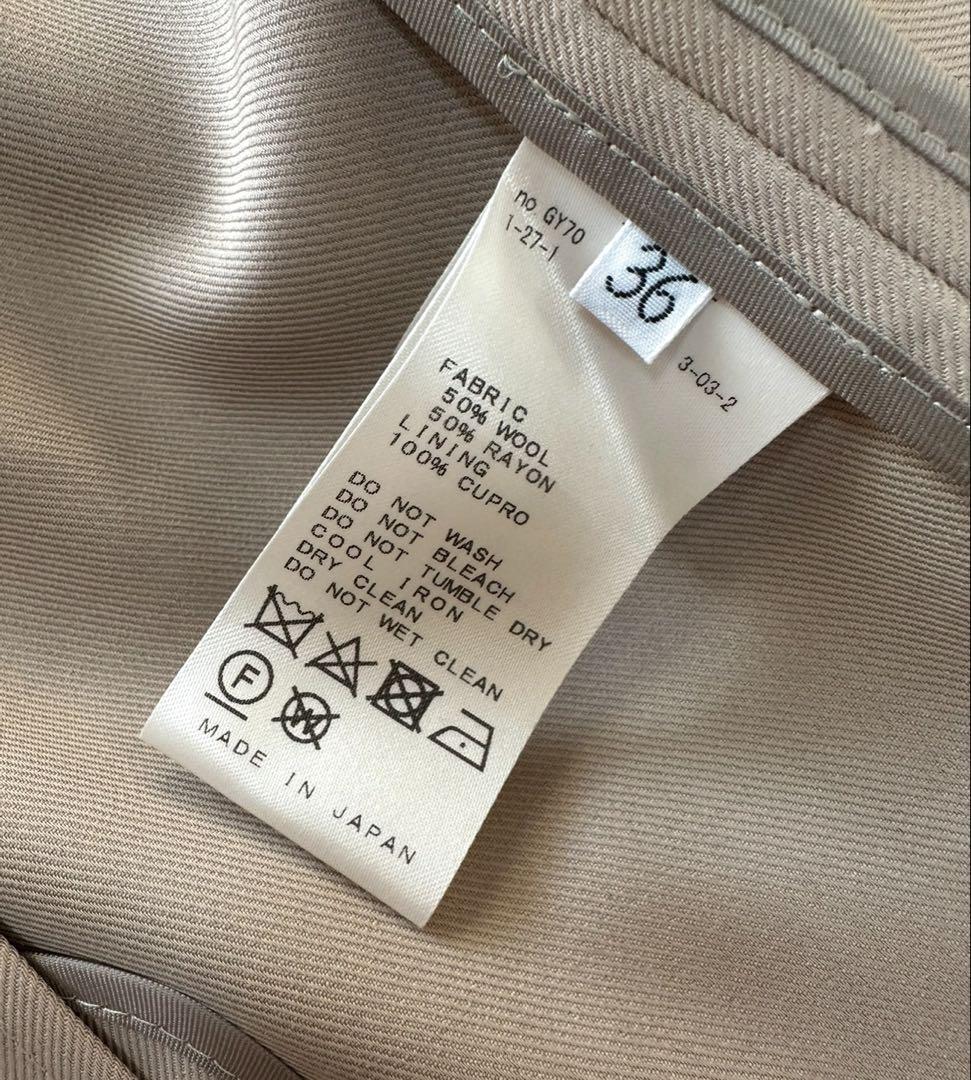 no GY70
1-27-1
36
3-03-2
FABRIC
50% WOOL
50% RAYON
LINING
100% CUPRO
DO NOT WASH
DO NOT BLEACH
DO NOT TUMBLE DRY
COOL IRON
DRY CLEAN
DO NOT WET CLEAN
F W
MADE IN JAPAN